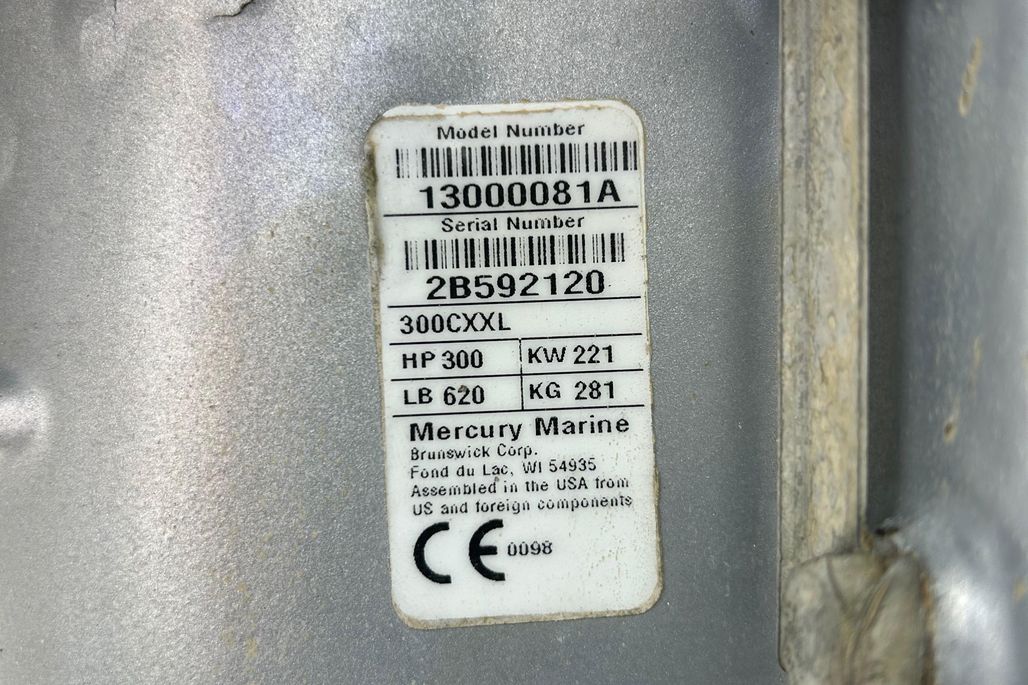 Model Number
13000081A
Serial Number
2B592120
300CXXL
HP 300 KW 221
LB 620 KG 281
Mercury Marine
Brunswick Corp.
Fond du Lac, WI 54935
Assembled in the USA from
US and foreign components
CE 0098